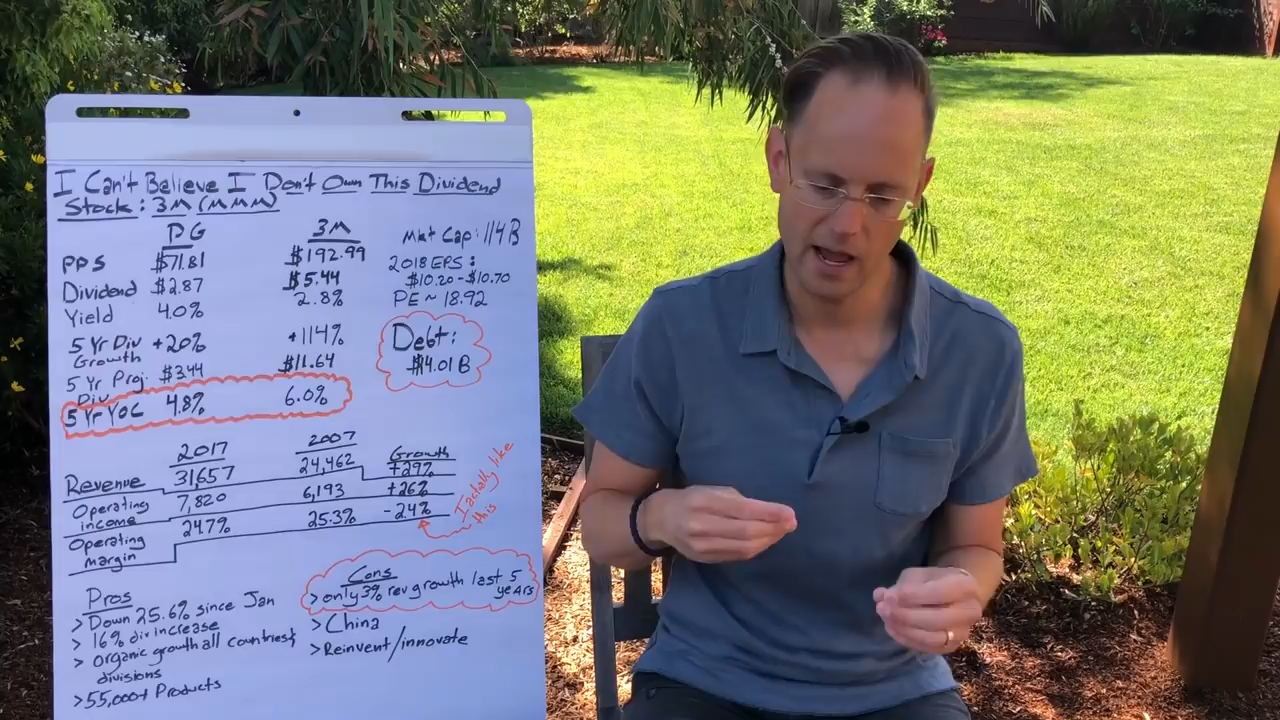 I Can't Believe I Don't Own This Dividend
Stock: 3M (MMM)
PG 3M
PPS $71.81 $192.99
Dividend $2.87 $5.44
Yield 4.0% 2.8%
5 Yr Div Growth +20% +114%
5 Yr Proj. Div $3.44 $11.64
5 Yr YOC 4.8% 6.0%
Mkt Cap: 114B
2018 EPS:
$10.20-$10.70
PE ~ 18.92
Debt:
$14.01B
2017 2007 Growth
Revenue 31,657 24,462 +29%
Operating income 7,820 6,193 +26%
Operating margin 24.7% 25.3% -24%
I actually like
this
Pros
> Down 25.6% since Jan
> 16% div increase
> Organic growth all countries &
divisions
> 55,000+ Products
Cons
> only 3% rev growth last 5
years
> China
> Reinvent/innovate